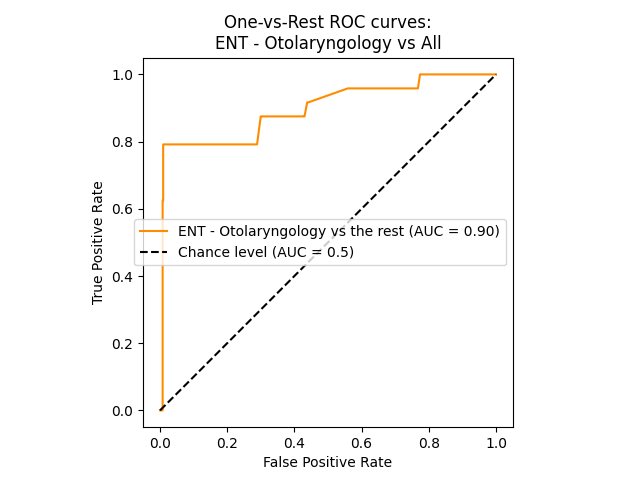 One-vs-Rest ROC curves:
ENT - Otolaryngology vs All
1.0
0.8
0.6
0.4
0.2
0.0
True Positive Rate
ENT - Otolaryngology vs the rest (AUC = 0.90)
Chance level (AUC = 0.5)
0.0 0.2 0.4 0.6 0.8 1.0
False Positive Rate